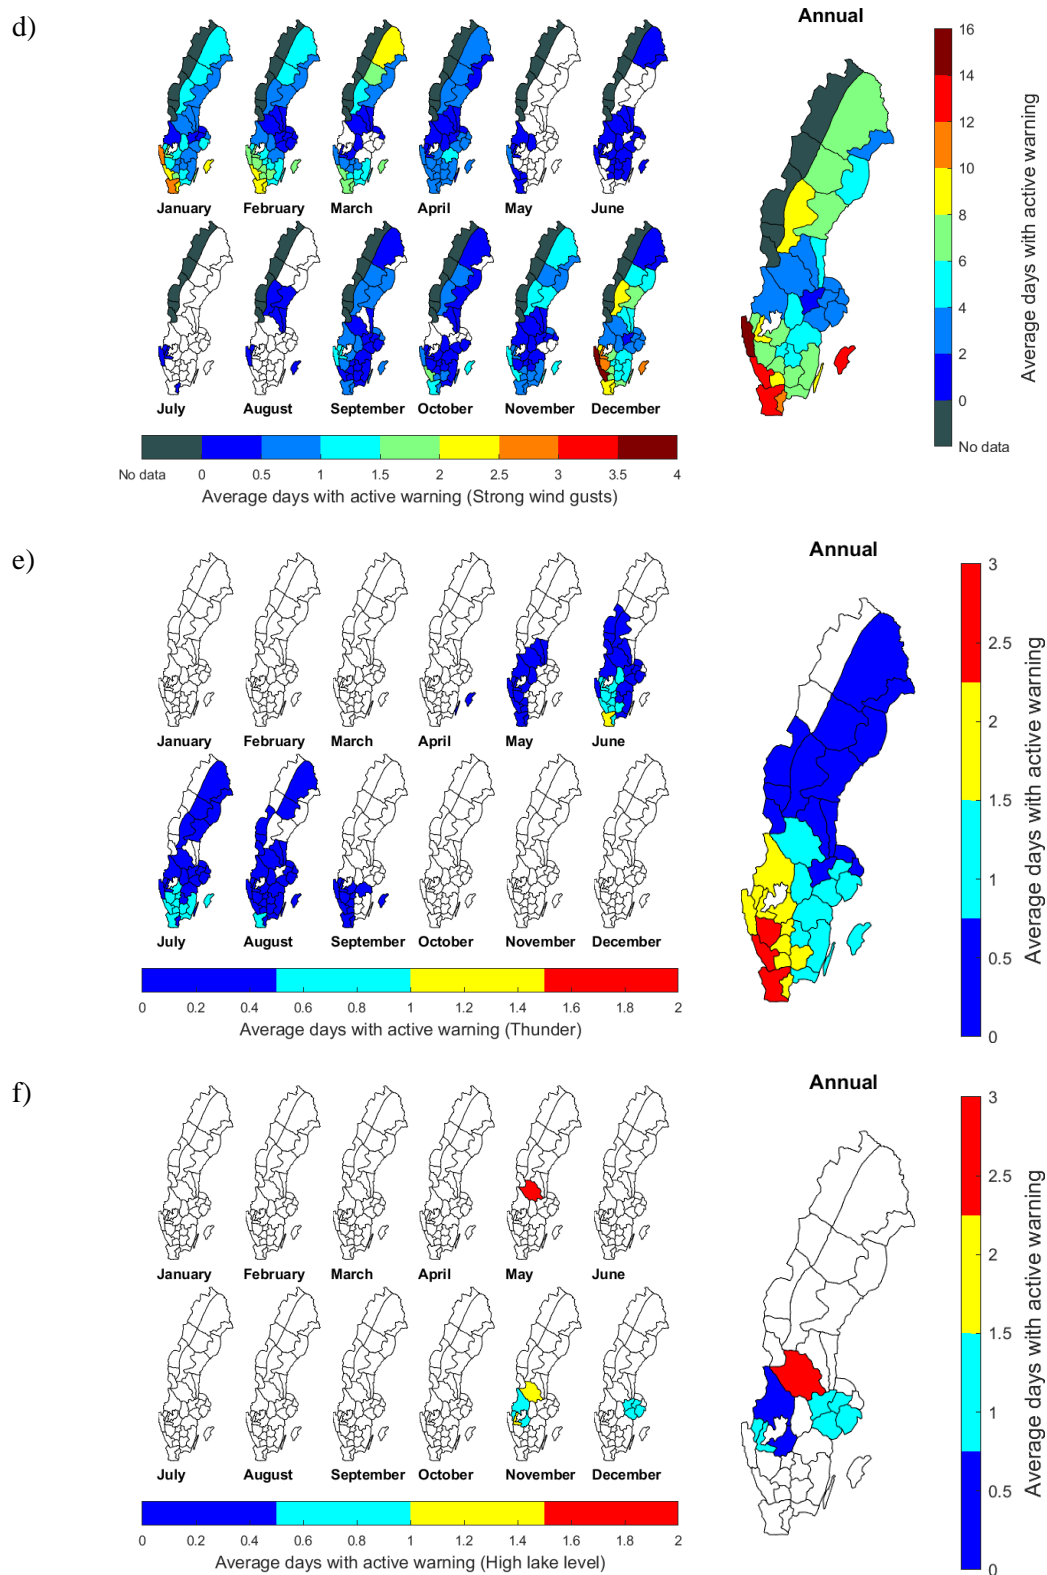 d)
Annual
January February March April May June
July August September October November December
No data 0 0.5 1 1.5 2 2.5 3 3.5 4
Average days with active warning (Strong wind gusts)
16
14
12
10
8
6
4
2
0
No data
Average days with active warning
e)
Annual
January February March April May June
July August September October November December
0 0.2 0.4 0.6 0.8 1 1.2 1.4 1.6 1.8 2
Average days with active warning (Thunder)
3
2.5
2
1.5
1
0.5
0
Average days with active warning
f)
Annual
January February March April May June
July August September October November December
0 0.2 0.4 0.6 0.8 1 1.2 1.4 1.6 1.8 2
Average days with active warning (High lake level)
3
2.5
2
1.5
1
0.5
0
Average days with active warning